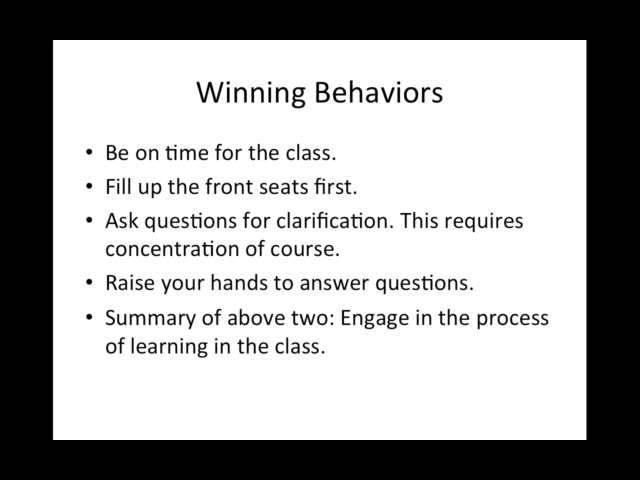 Winning Behaviors
• Be on time for the class.
• Fill up the front seats first.
• Ask questions for clarification. This requires
concentration of course.
• Raise your hands to answer questions.
• Summary of above two: Engage in the process
of learning in the class.